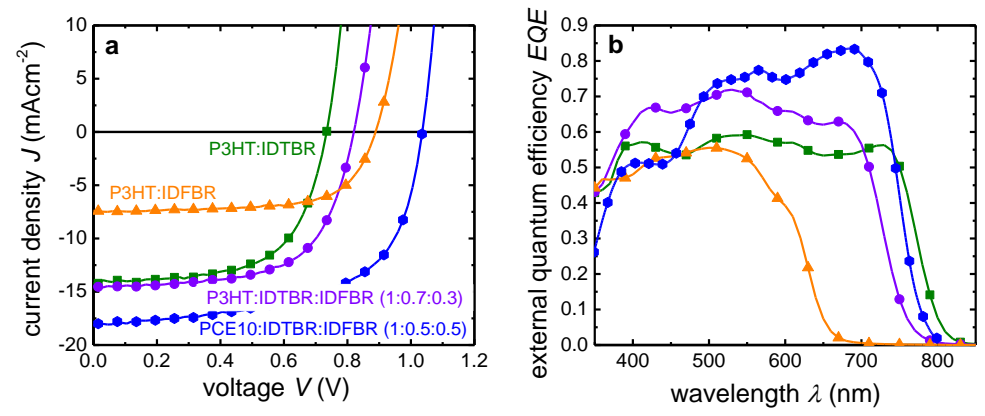 a
current density J (mAcm⁻²)
10
5
0
-5
-10
-15
-20
P3HT:IDTBR
P3HT:IDFBR
P3HT:IDTBR:IDFBR (1:0.7:0.3)
PCE10:IDTBR:IDFBR (1:0.5:0.5)
0.0 0.2 0.4 0.6 0.8 1.0 1.2
voltage V (V)
b
external quantum efficiency EQE
0.9
0.8
0.7
0.6
0.5
0.4
0.3
0.2
0.1
0.0
400 500 600 700 800
wavelength λ (nm)